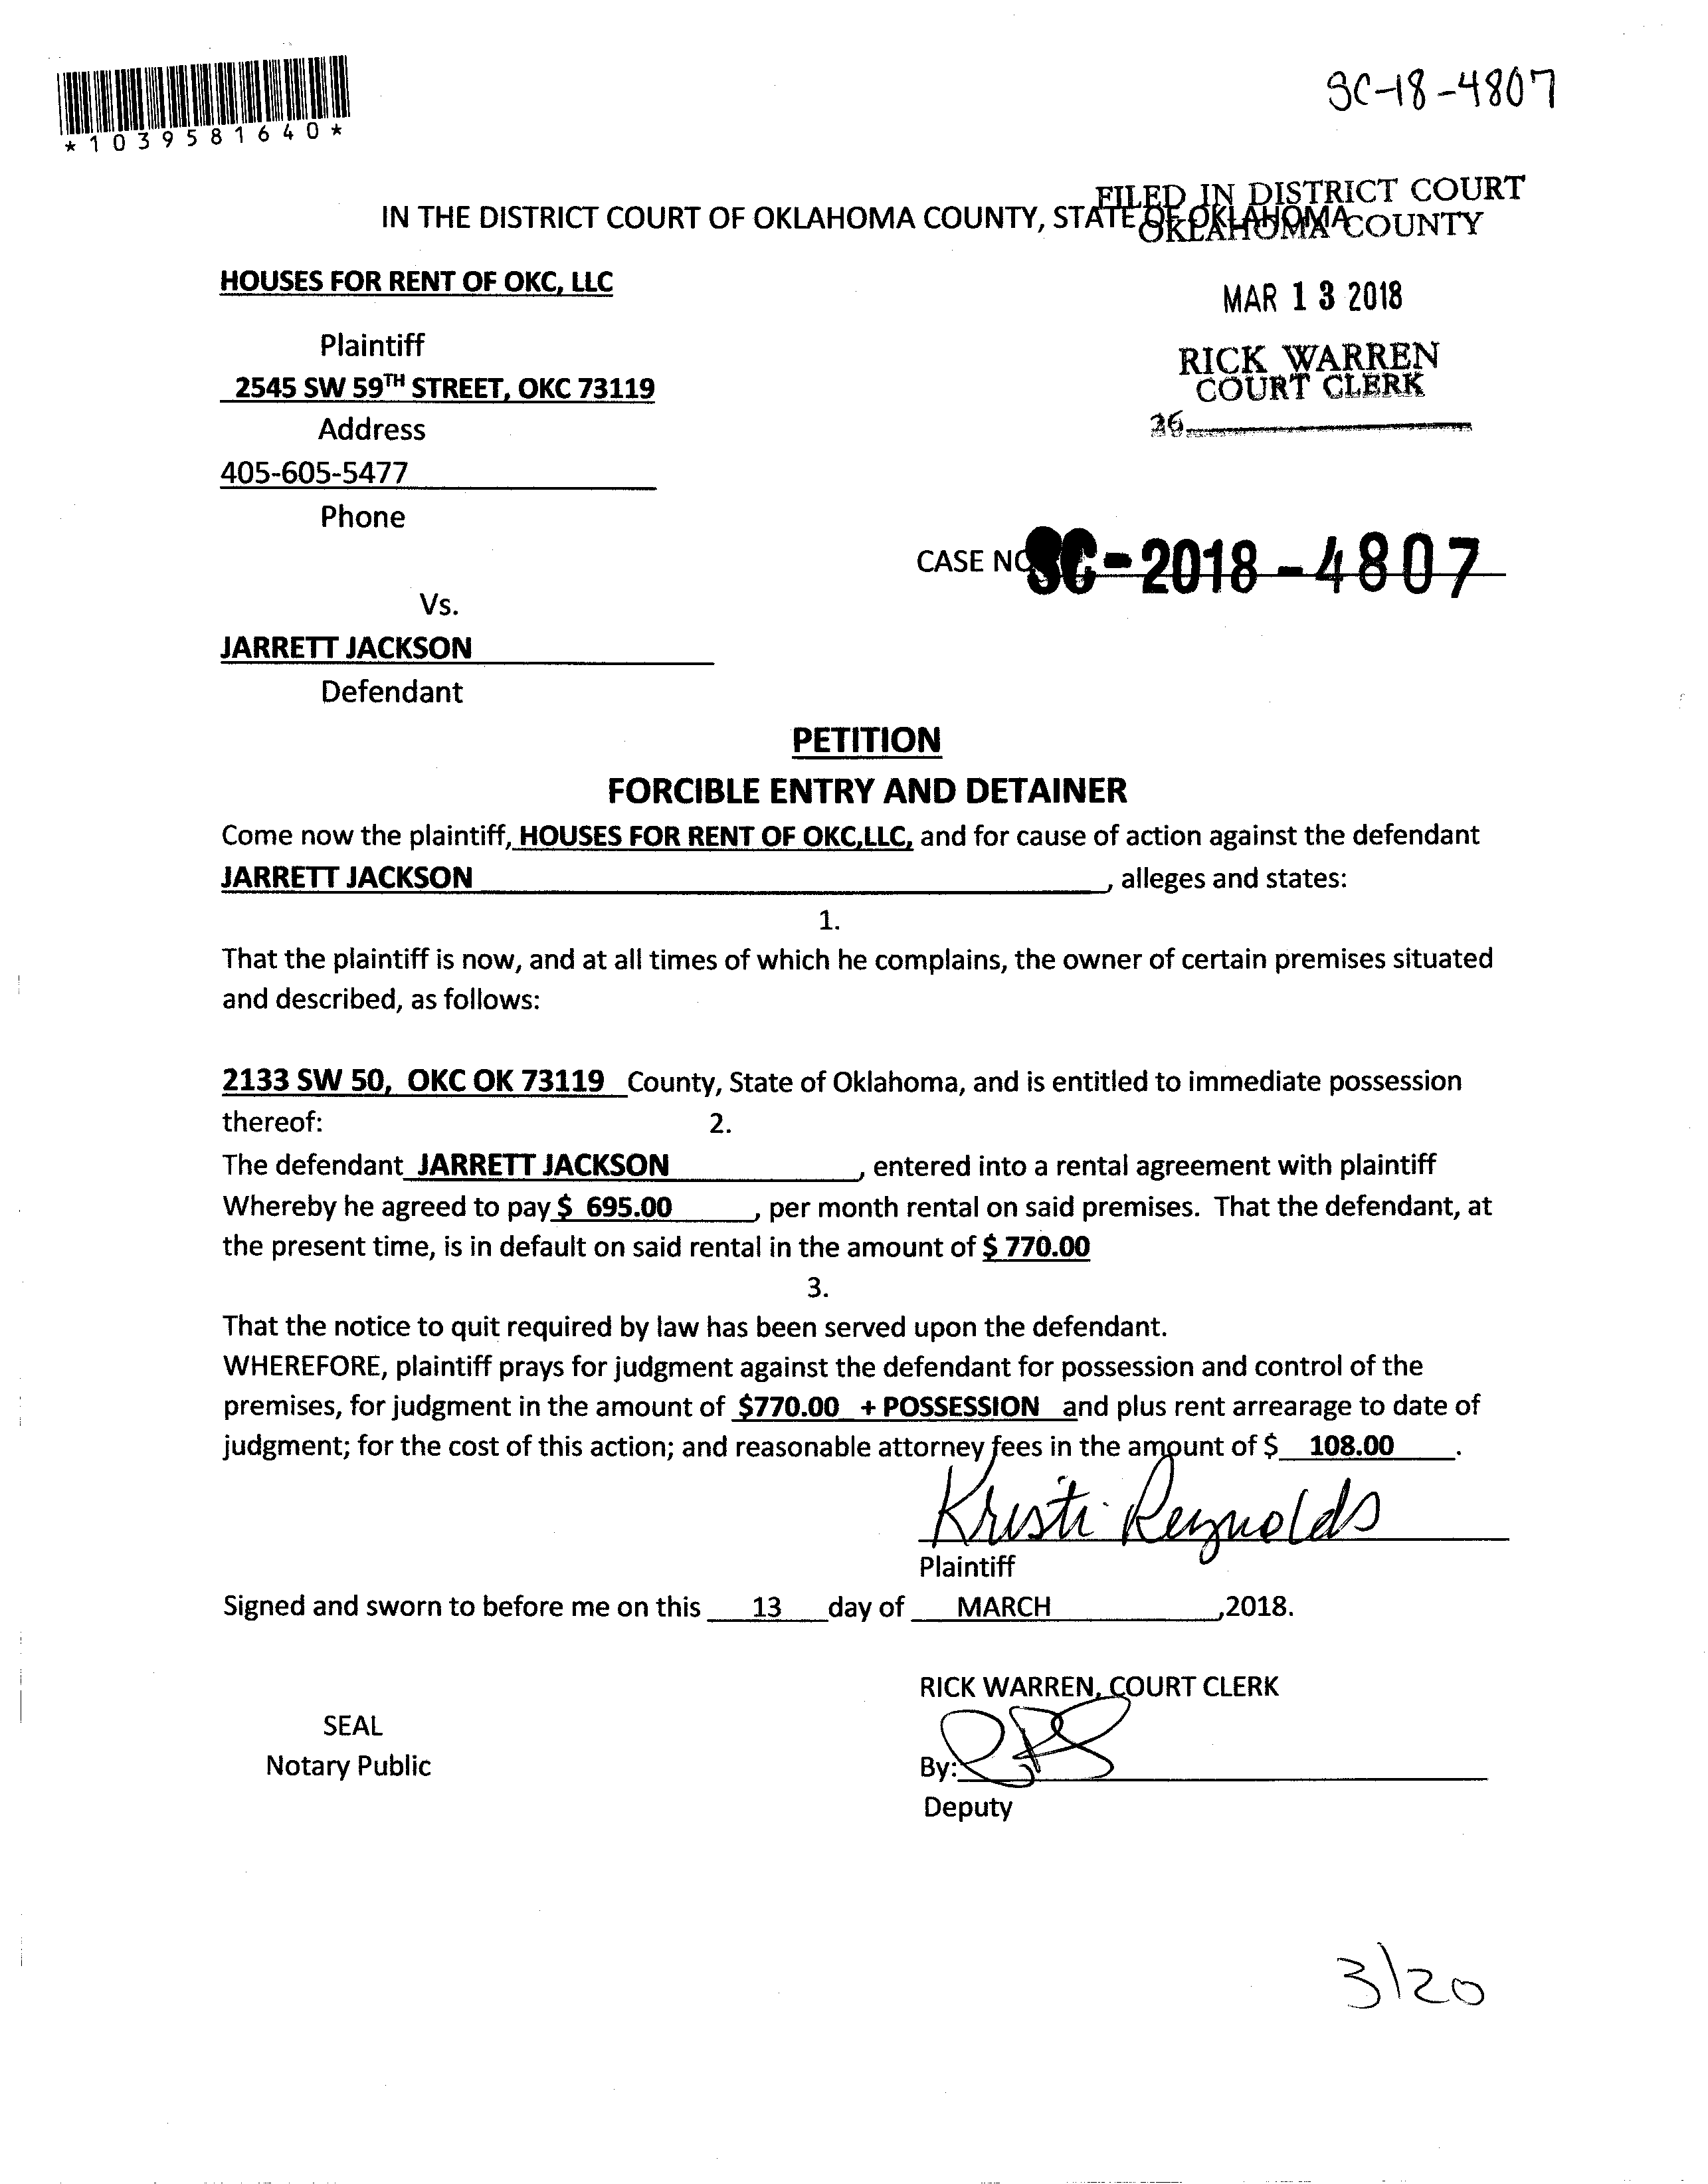 SC-18-4807
*1039581640*
FILED IN DISTRICT COURT
OKLAHOMA COUNTY
IN THE DISTRICT COURT OF OKLAHOMA COUNTY, STATE OF OKLAHOMA
HOUSES FOR RENT OF OKC, LLC
MAR 13 2018
Plaintiff
RICK WARREN
COURT CLERK
2545 SW 59TH STREET, OKC 73119
Address
36
405-605-5477
Phone
CASE NO SC-2018-4807
Vs.
JARRETT JACKSON
Defendant
PETITION
FORCIBLE ENTRY AND DETAINER
Come now the plaintiff, HOUSES FOR RENT OF OKC,LLC, and for cause of action against the defendant
JARRETT JACKSON , alleges and states:
1.
That the plaintiff is now, and at all times of which he complains, the owner of certain premises situated
and described, as follows:
2133 SW 50, OKC OK 73119 County, State of Oklahoma, and is entitled to immediate possession
thereof: 2.
The defendant JARRETT JACKSON , entered into a rental agreement with plaintiff
Whereby he agreed to pay $ 695.00 , per month rental on said premises. That the defendant, at
the present time, is in default on said rental in the amount of $ 770.00
3.
That the notice to quit required by law has been served upon the defendant.
WHEREFORE, plaintiff prays for judgment against the defendant for possession and control of the
premises, for judgment in the amount of $770.00 + POSSESSION and plus rent arrearage to date of
judgment; for the cost of this action; and reasonable attorney fees in the amount of $ 108.00 .
Kristi Reynolds
Plaintiff
Signed and sworn to before me on this 13 day of MARCH ,2018.
RICK WARREN, COURT CLERK
SEAL
Notary Public
By:
Deputy
3\20